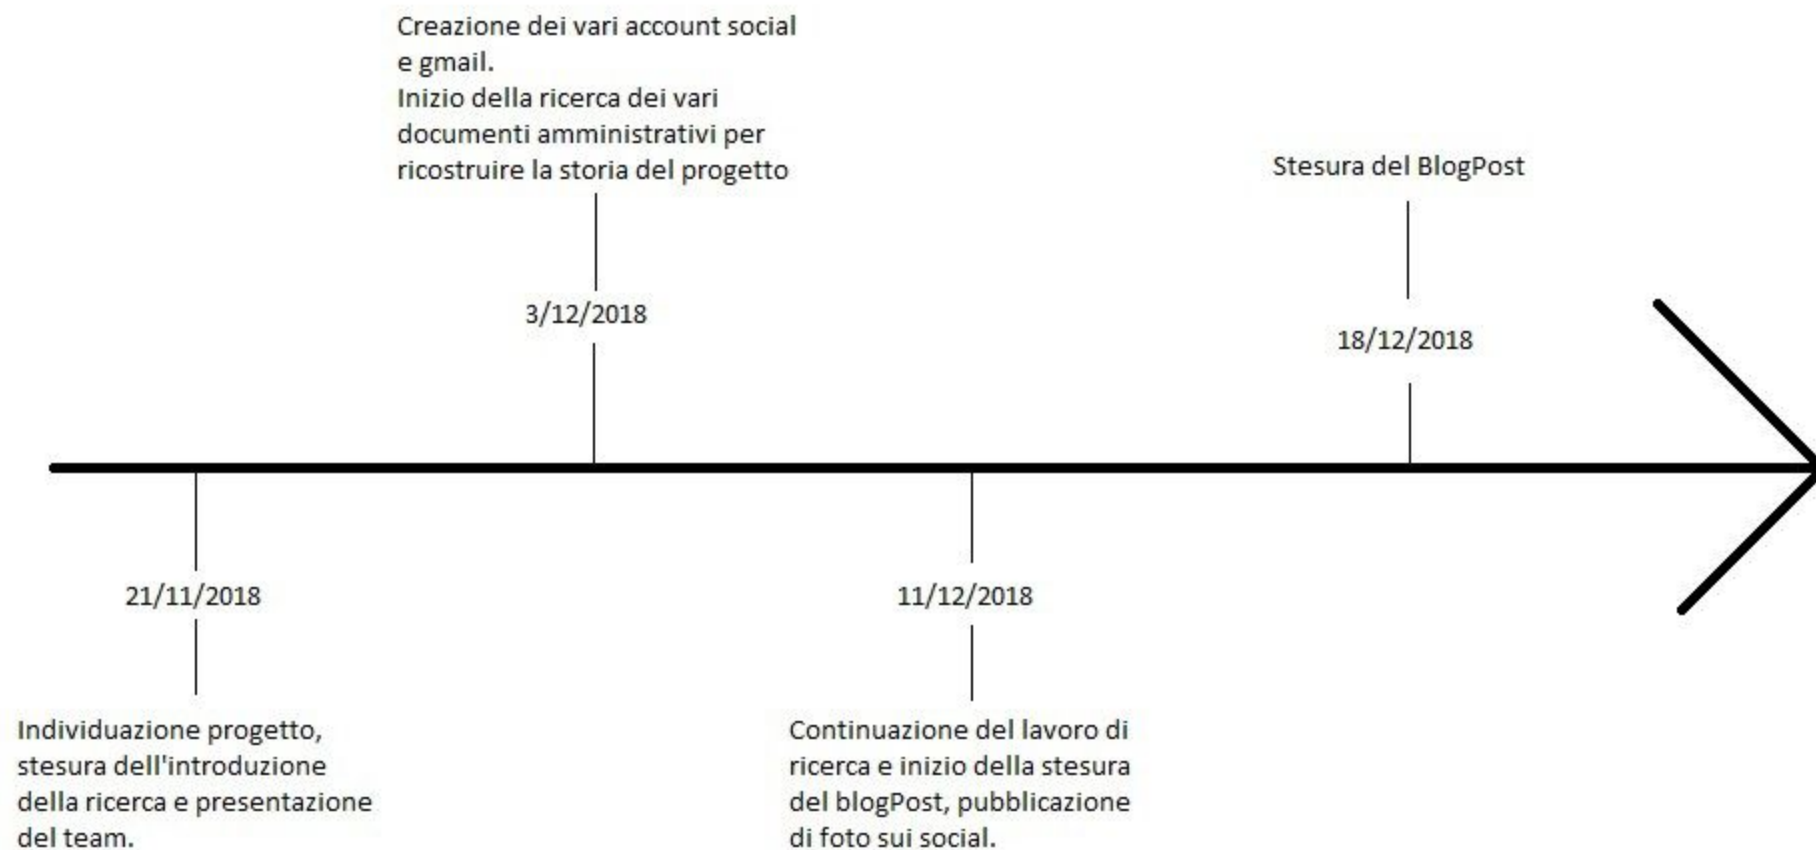 Creazione dei vari account social
e gmail.
Inizio della ricerca dei vari
documenti amministrativi per
ricostruire la storia del progetto
3/12/2018
Stesura del BlogPost
18/12/2018
21/11/2018
Individuazione progetto,
stesura dell'introduzione
della ricerca e presentazione
del team.
11/12/2018
Continuazione del lavoro di
ricerca e inizio della stesura
del blogPost, pubblicazione
di foto sui social.